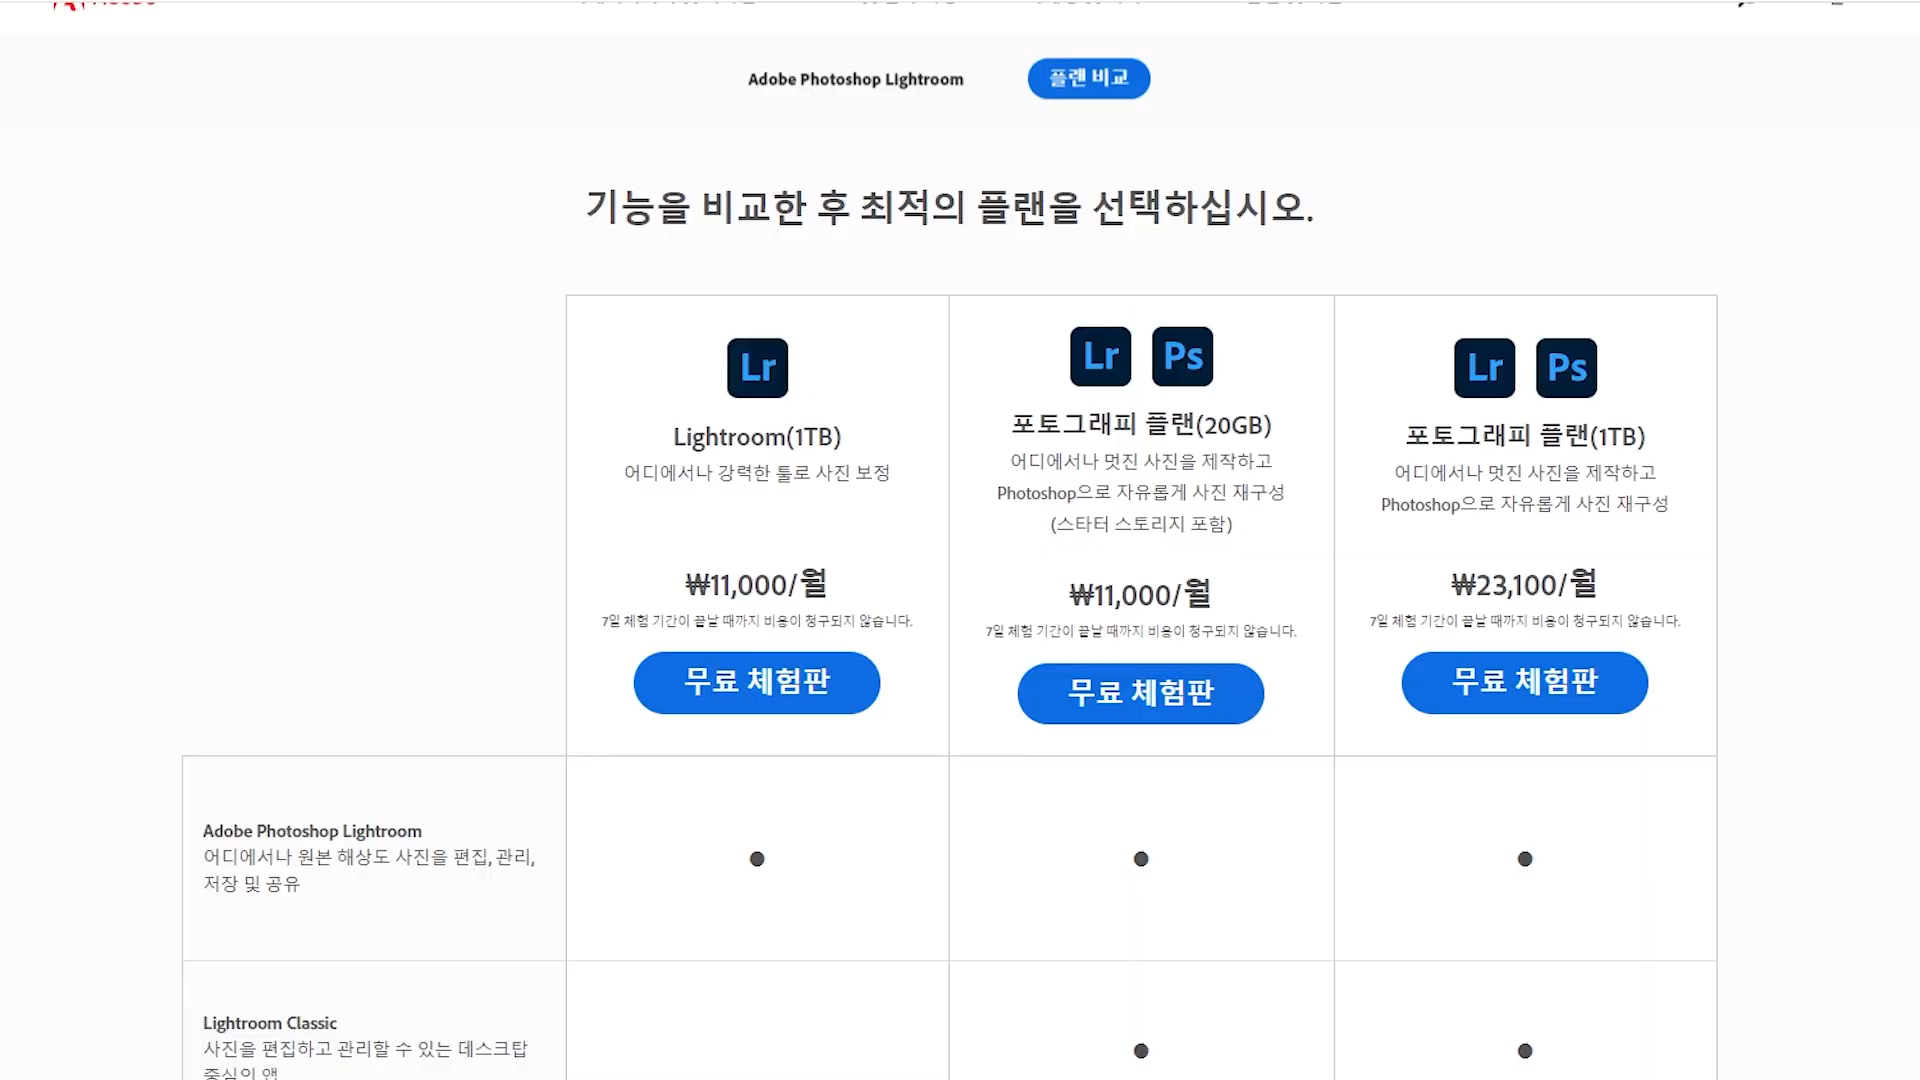 Adobe Photoshop Lightroom
플랜 비교
기능을 비교한 후 최적의 플랜을 선택하십시오.
Lr
Lightroom(1TB)
어디에서나 강력한 툴로 사진 보정
₩11,000/월
7일 체험 기간이 끝날 때까지 비용이 청구되지 않습니다.
무료 체험판
Lr Ps
포토그래피 플랜(20GB)
어디에서나 멋진 사진을 제작하고
Photoshop으로 자유롭게 사진 재구성
(스타터 스토리지 포함)
₩11,000/월
7일 체험 기간이 끝날 때까지 비용이 청구되지 않습니다.
무료 체험판
Lr Ps
포토그래피 플랜(1TB)
어디에서나 멋진 사진을 제작하고
Photoshop으로 자유롭게 사진 재구성
₩23,100/월
7일 체험 기간이 끝날 때까지 비용이 청구되지 않습니다.
무료 체험판
Adobe Photoshop Lightroom
어디에서나 원본 해상도 사진을 편집, 관리,
저장 및 공유
Lightroom Classic
사진을 편집하고 관리할 수 있는 데스크탑
중심의 앱